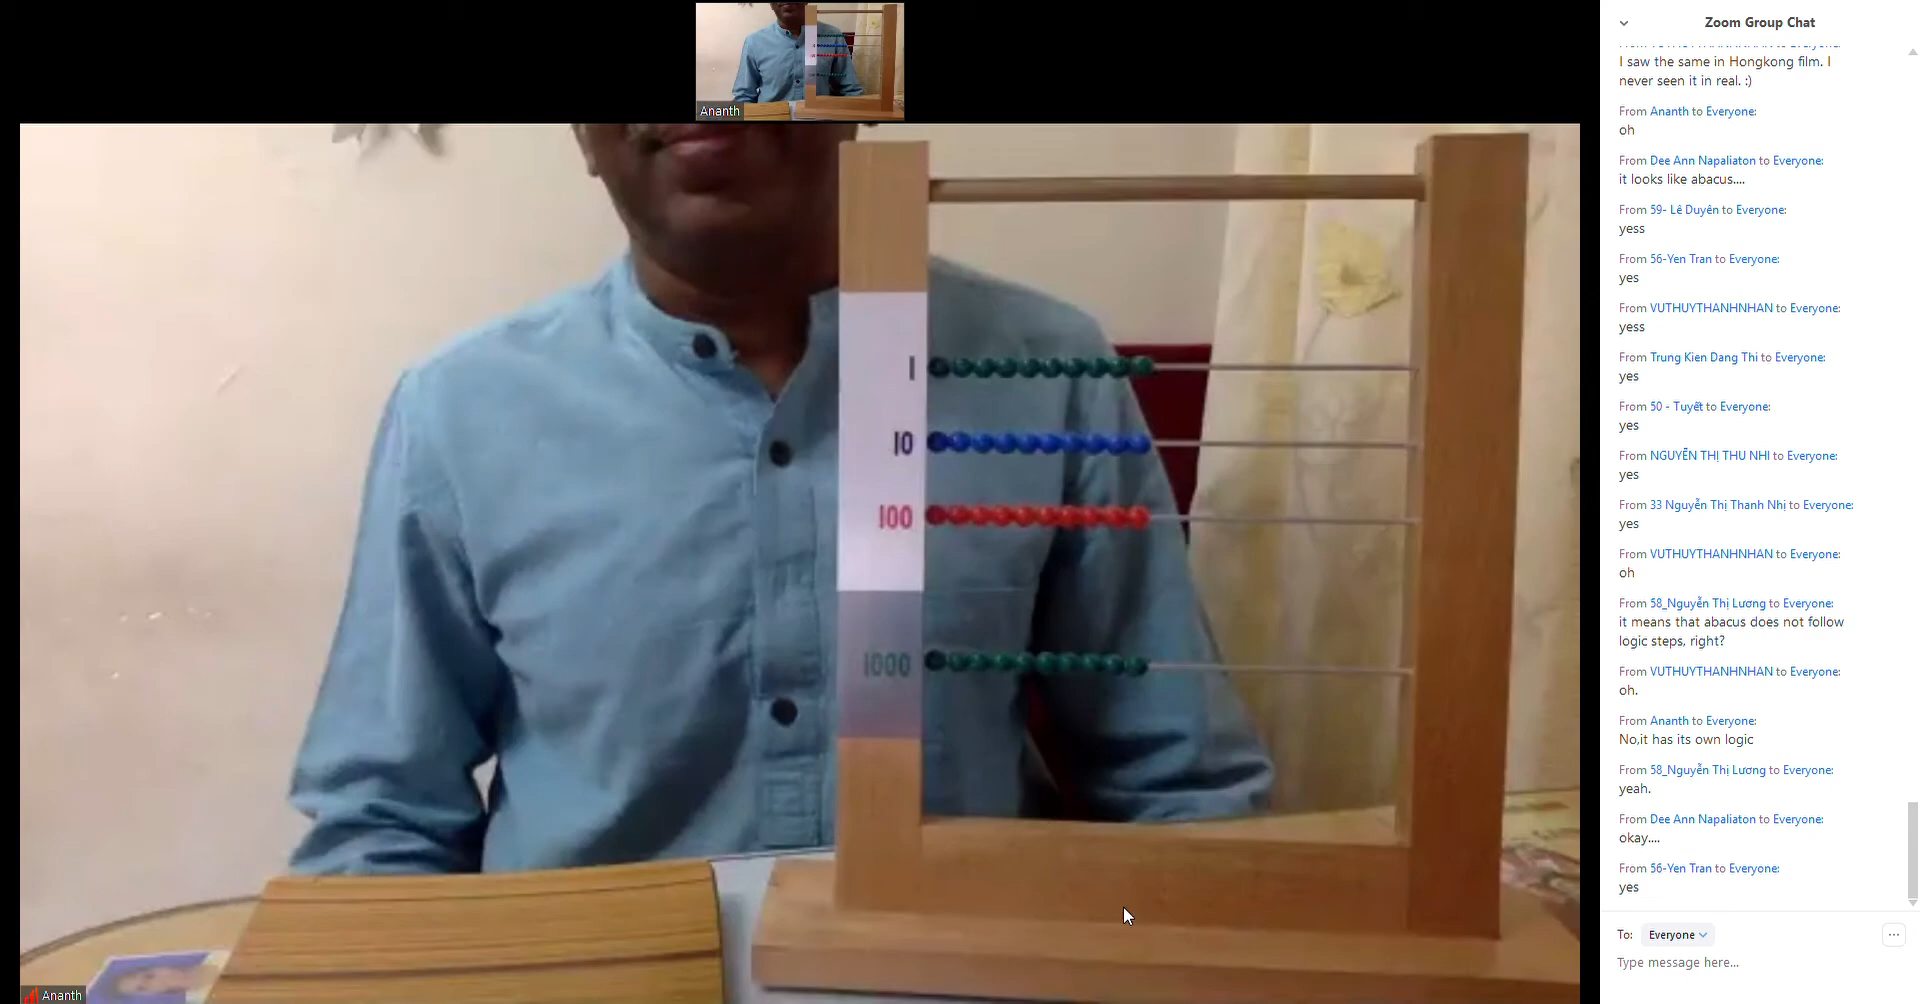 Ananth
1
10
100
1000
Ananth
Zoom Group Chat
I saw the same in Hongkong film. I
never seen it in real. :)
From Ananth to Everyone:
oh
From Dee Ann Napaliaton to Everyone:
it looks like abacus....
From 59- Lê Duyên to Everyone:
yess
From 56-Yen Tran to Everyone:
yes
From VUTHUYTHANHNHAN to Everyone:
yess
From Trung Kien Dang Thi to Everyone:
yes
From 50 - Tuyết to Everyone:
yes
From NGUYỄN THỊ THU NHI to Everyone:
yes
From 33 Nguyễn Thị Thanh Nhị to Everyone:
yes
From VUTHUYTHANHNHAN to Everyone:
oh
From 58_Nguyễn Thị Lương to Everyone:
it means that abacus does not follow
logic steps, right?
From VUTHUYTHANHNHAN to Everyone:
oh.
From Ananth to Everyone:
No,it has its own logic
From 58_Nguyễn Thị Lương to Everyone:
yeah.
From Dee Ann Napaliaton to Everyone:
okay....
From 56-Yen Tran to Everyone:
yes
To: Everyone
Type message here...